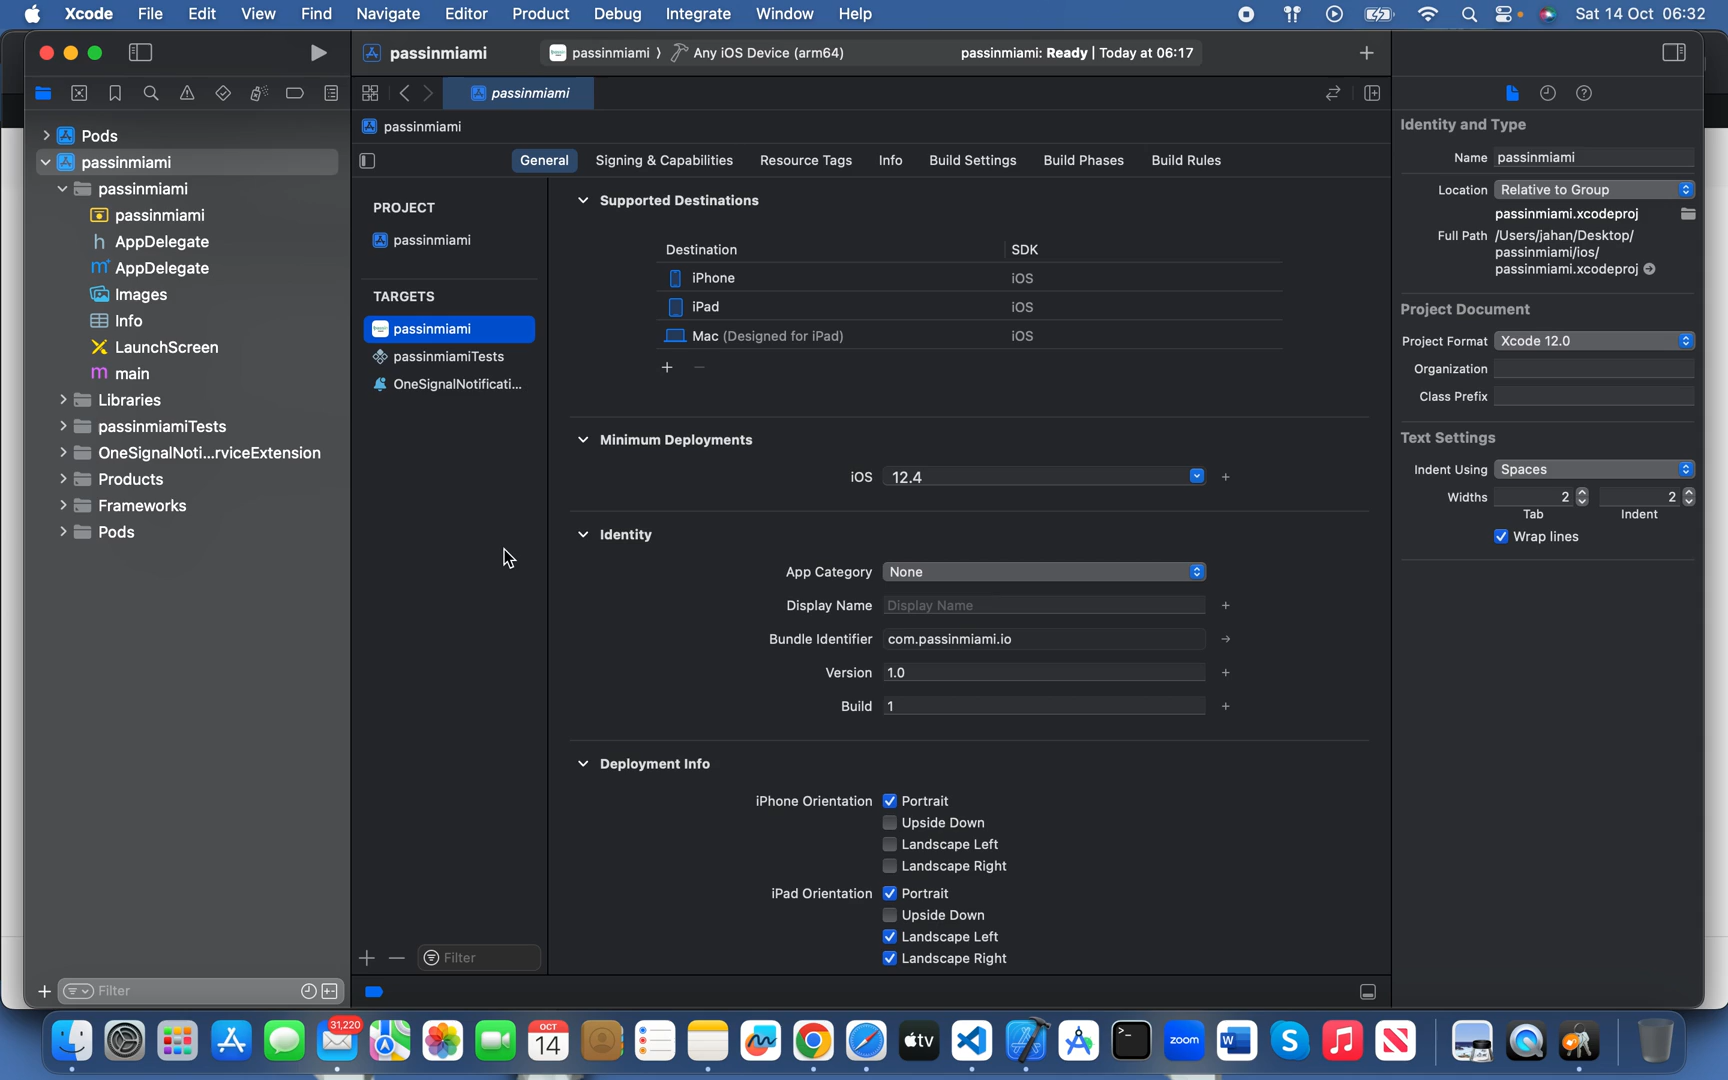 Xcode File Edit View Find Navigate Editor Product Debug Integrate Window Help Sat 14 Oct 06:32
passinmiami passinmiami Any iOS Device (arm64) passinmiami: Ready | Today at 06:17
passinmiami
passinmiami
Pods
passinmiami
passinmiami
passinmiami
AppDelegate
AppDelegate
Images
Info
LaunchScreen
main
Libraries
passinmiamiTests
OneSignalNoti...rviceExtension
Products
Frameworks
Pods
Filter
General Signing & Capabilities Resource Tags Info Build Settings Build Phases Build Rules
PROJECT
passinmiami
TARGETS
passinmiami
passinmiamiTests
OneSignalNotificati...
Filter
Supported Destinations
Destination SDK
iPhone iOS
iPad iOS
Mac (Designed for iPad) iOS
Minimum Deployments
iOS 12.4
Identity
App Category None
Display Name Display Name
Bundle Identifier com.passinmiami.io
Version 1.0
Build 1
Deployment Info
iPhone Orientation Portrait
Upside Down
Landscape Left
Landscape Right
iPad Orientation Portrait
Upside Down
Landscape Left
Landscape Right
Identity and Type
Name passinmiami
Location Relative to Group
passinmiami.xcodeproj
Full Path /Users/jahan/Desktop/
passinmiami/ios/
passinmiami.xcodeproj
Project Document
Project Format Xcode 12.0
Organization
Class Prefix
Text Settings
Indent Using Spaces
Widths 2 2
Tab Indent
Wrap lines
31,220
OCT
14
tv
zoom
W
S